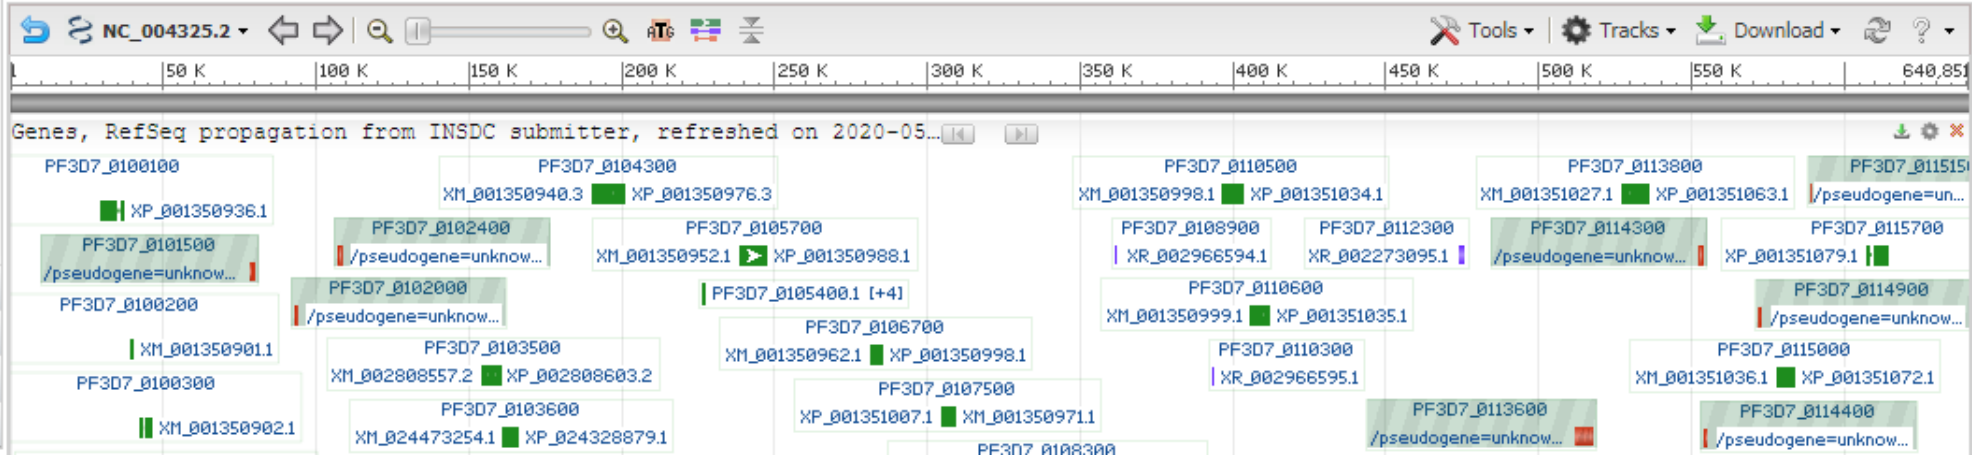 NC_004325.2 ATG Tools Tracks Download ?
1 50 K 100 K 150 K 200 K 250 K 300 K 350 K 400 K 450 K 500 K 550 K 640,851
Genes, RefSeq propagation from INSDC submitter, refreshed on 2020-05…
PF3D7_0100100 PF3D7_0104300 PF3D7_0110500 PF3D7_0113800
XM_001350940.3 XP_001350976.3 XM_001350998.1 XP_001351034.1 XM_001351027.1 XP_001351063.1 /pseudogene=un...
XP_001350936.1
PF3D7_0102400 PF3D7_0105700 PF3D7_0108900 PF3D7_0112300 PF3D7_0114300 PF3D7_0115700
PF3D7_0101500
/pseudogene=unknow... XM_001350952.1 XP_001350988.1 XR_002966594.1 XR_002273095.1 /pseudogene=unknow... XP_001351079.1
/pseudogene=unknow...
PF3D7_0102000 PF3D7_0105400.1 [+4] PF3D7_0110600 PF3D7_0114900
PF3D7_0100200
/pseudogene=unknow... XM_001350999.1 XP_001351035.1 /pseudogene=unknow...
PF3D7_0106700
XM_001350901.1 PF3D7_0103500 XM_001350962.1 XP_001350998.1 PF3D7_0110300 PF3D7_0115000
XM_002808557.2 XP_002808603.2 XR_002966595.1 XM_001351036.1 XP_001351072.1
PF3D7_0100300 PF3D7_0107500
PF3D7_0103600 XP_001351007.1 XM_001350971.1 PF3D7_0113600 PF3D7_0114400
XM_001350902.1 XM_024473254.1 XP_024328879.1 /pseudogene=unknow... /pseudogene=unknow...
PF3D7_0108300